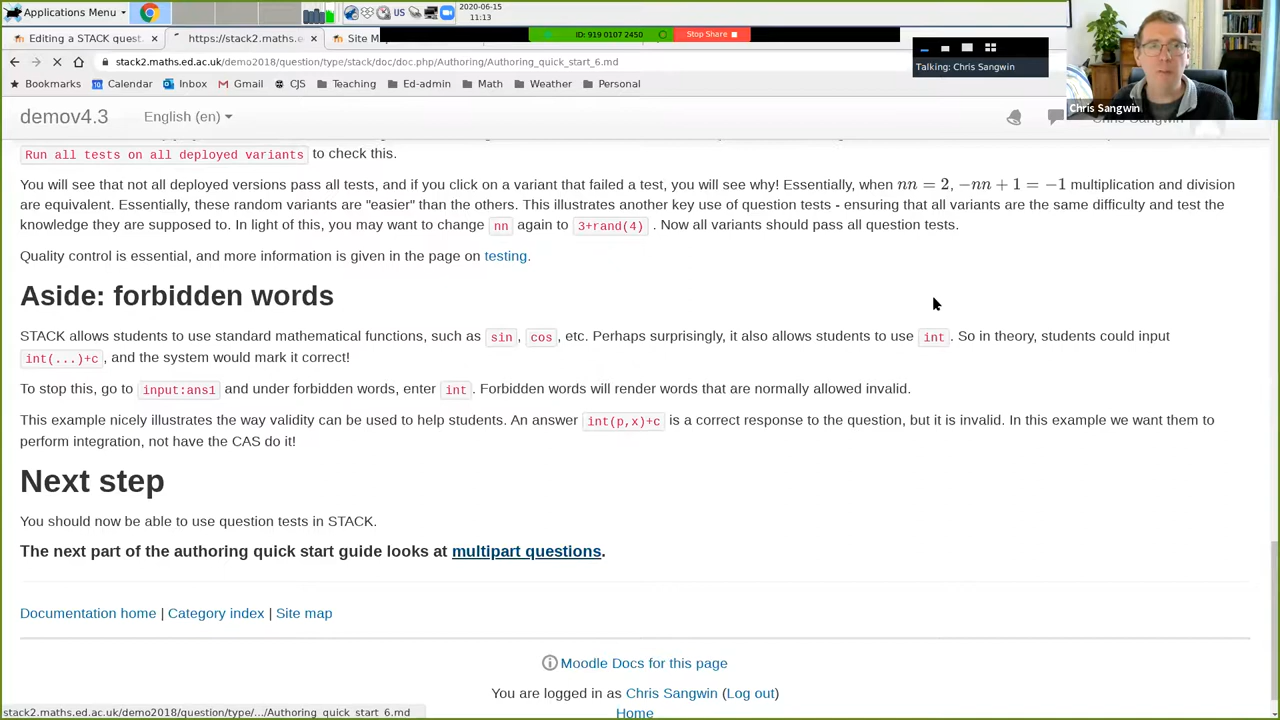 Applications Menu
2020-06-15
11:13
US
Editing a STACK quest
https://stack2.maths.e
Site M
ID: 919 0107 2450
Stop Share
Talking: Chris Sangwin
Chris Sangwin
stack2.maths.ed.ac.uk/demo2018/question/type/stack/doc/doc.php/Authoring/Authoring_quick_start_6.md
Bookmarks Calendar Inbox Gmail CJS Teaching Ed-admin Math Weather Personal
demov4.3 English (en)
Run all tests on all deployed variants to check this.
You will see that not all deployed versions pass all tests, and if you click on a variant that failed a test, you will see why! Essentially, when nn = 2, −nn + 1 = −1 multiplication and division
are equivalent. Essentially, these random variants are "easier" than the others. This illustrates another key use of question tests - ensuring that all variants are the same difficulty and test the
knowledge they are supposed to. In light of this, you may want to change nn again to 3+rand(4) . Now all variants should pass all question tests.
Quality control is essential, and more information is given in the page on testing.
Aside: forbidden words
STACK allows students to use standard mathematical functions, such as sin, cos, etc. Perhaps surprisingly, it also allows students to use int. So in theory, students could input
int(...)+c, and the system would mark it correct!
To stop this, go to input:ans1 and under forbidden words, enter int. Forbidden words will render words that are normally allowed invalid.
This example nicely illustrates the way validity can be used to help students. An answer int(p,x)+c is a correct response to the question, but it is invalid. In this example we want them to
perform integration, not have the CAS do it!
Next step
You should now be able to use question tests in STACK.
The next part of the authoring quick start guide looks at multipart questions.
Documentation home | Category index | Site map
Moodle Docs for this page
You are logged in as Chris Sangwin (Log out)
Home
stack2.maths.ed.ac.uk/demo2018/question/type/.../Authoring_quick_start_6.md